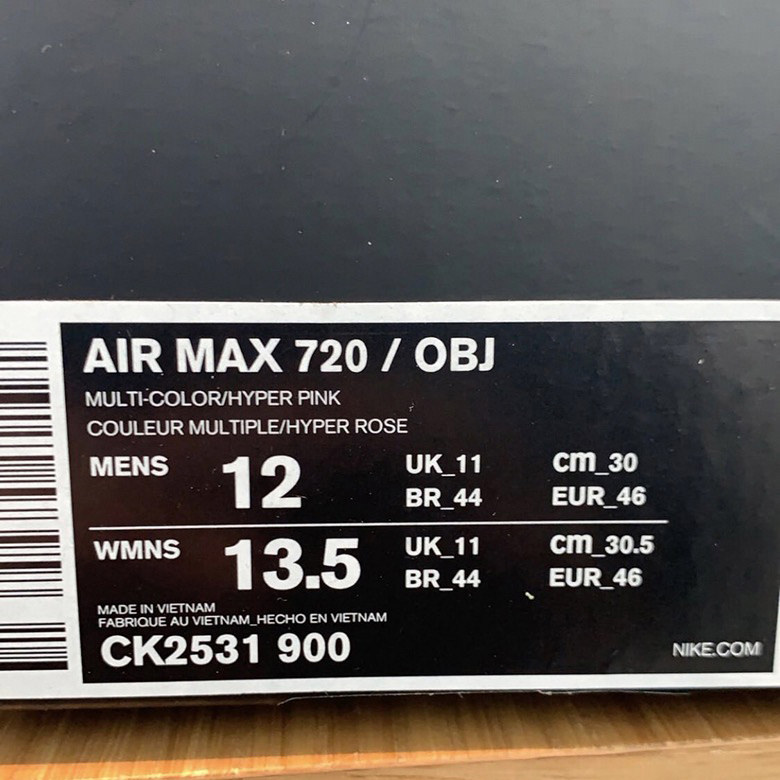 AIR MAX 720 / OBJ
MULTI-COLOR/HYPER PINK
COULEUR MULTIPLE/HYPER ROSE
MENS 12 UK_11 cm_30
BR_44 EUR_46
WMNS 13.5 UK_11 cm_30.5
BR_44 EUR_46
MADE IN VIETNAM
FABRIQUE AU VIETNAM_HECHO EN VIETNAM
CK2531 900
NIKE.COM